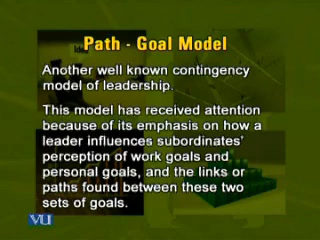 Path - Goal Model
Another well known contingency
model of leadership.
This model has received attention
because of its emphasis on how a
leader influences subordinates'
perception of work goals and
personal goals, and the links or
paths found between these two
sets of goals.
VU